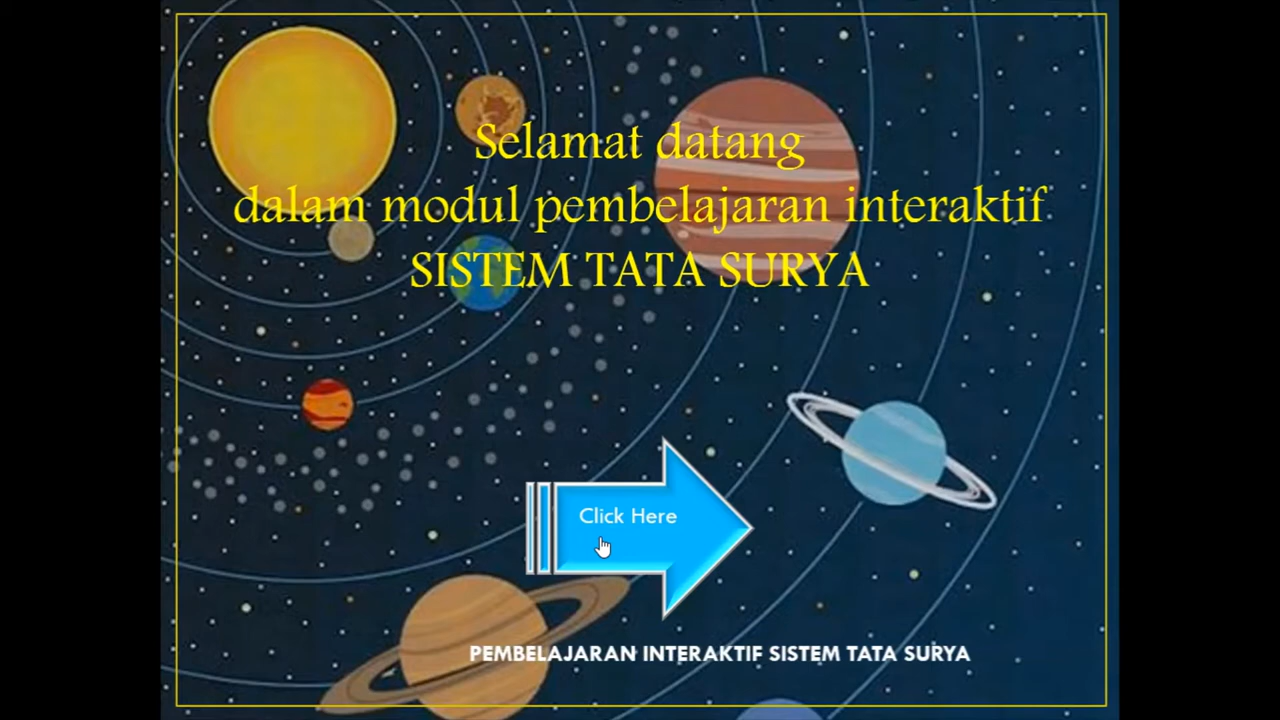 Selamat datang
dalam modul pembelajaran interaktif
SISTEM TATA SURYA
Click Here
PEMBELAJARAN INTERAKTIF SISTEM TATA SURYA